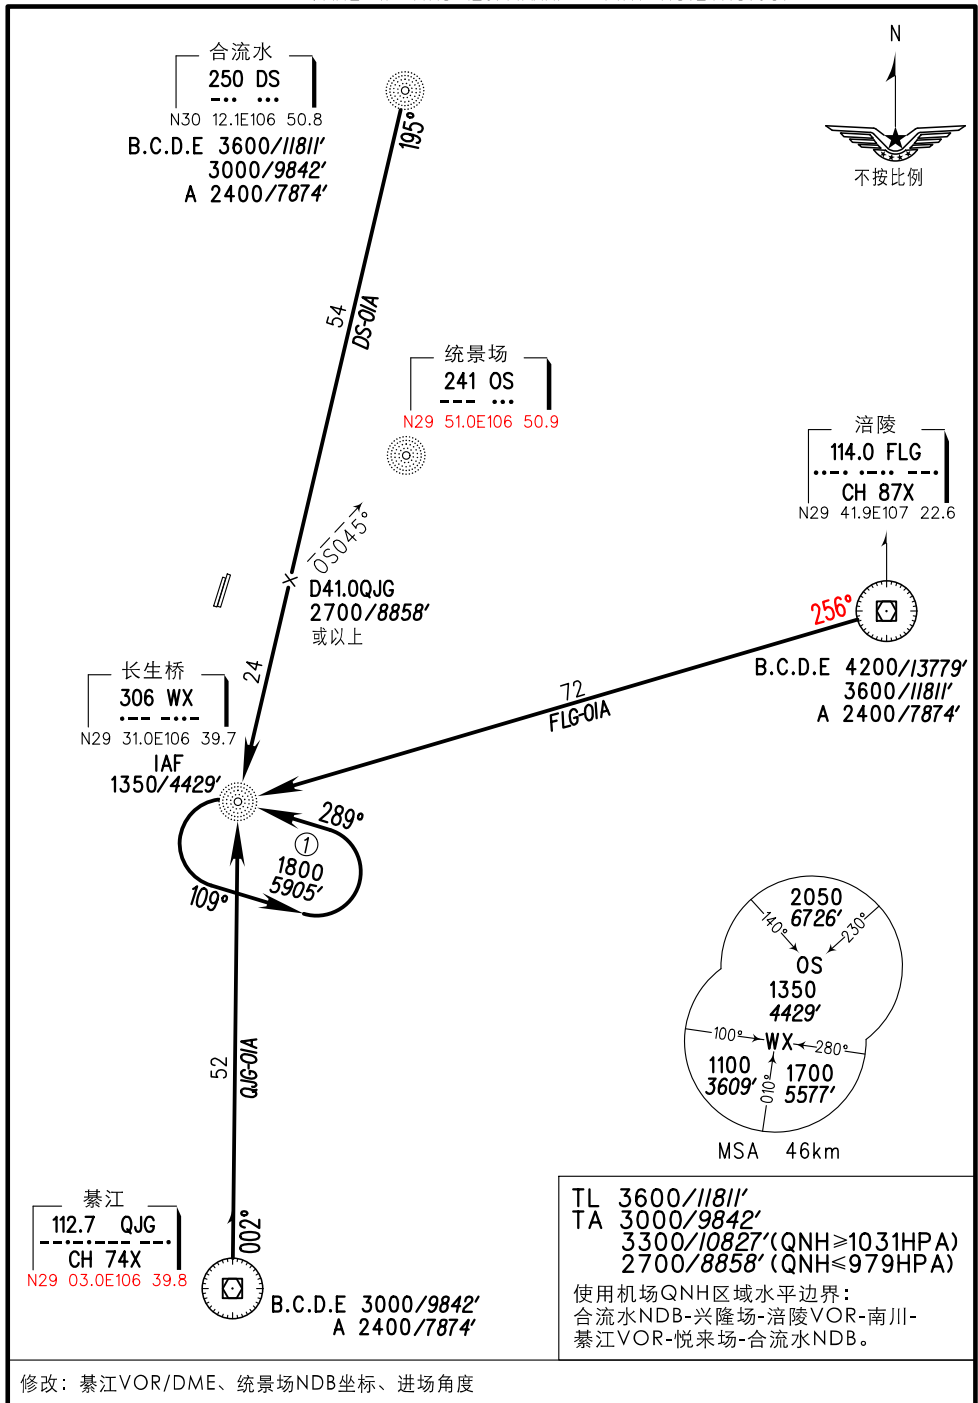 N
不按比例
合流水
250 DS
N30 12.1E106 50.8
B.C.D.E 3600/11811′
3000/9842′
A 2400/7874′
195°
54
DS-01A
统景场
241 OS
N29 51.0E106 50.9
涪陵
114.0 FLG
CH 87X
N29 41.9E107 22.6
OS045°
D41.0QJG
2700/8858′
或以上
256°
B.C.D.E 4200/13779′
3600/11811′
A 2400/7874′
24
72
FLG-01A
长生桥
306 WX
N29 31.0E106 39.7
IAF
1350/4429′
289°
①
1800
5905′
109°
2050
6726′
140°
230°
OS
1350
4429′
100°
WX
280°
1100
3609′
010°
1700
5577′
MSA 46km
52
QJG-01A
綦江
112.7 QJG
CH 74X
N29 03.0E106 39.8
002°
B.C.D.E 3000/9842′
A 2400/7874′
TL 3600/11811′
TA 3000/9842′
3300/10827′(QNH≥1031HPA)
2700/8858′(QNH≤979HPA)
使用机场QNH区域水平边界：
合流水NDB-兴隆场-涪陵VOR-南川-
綦江VOR-悦来场-合流水NDB。
修改：綦江VOR/DME、统景场NDB坐标、进场角度